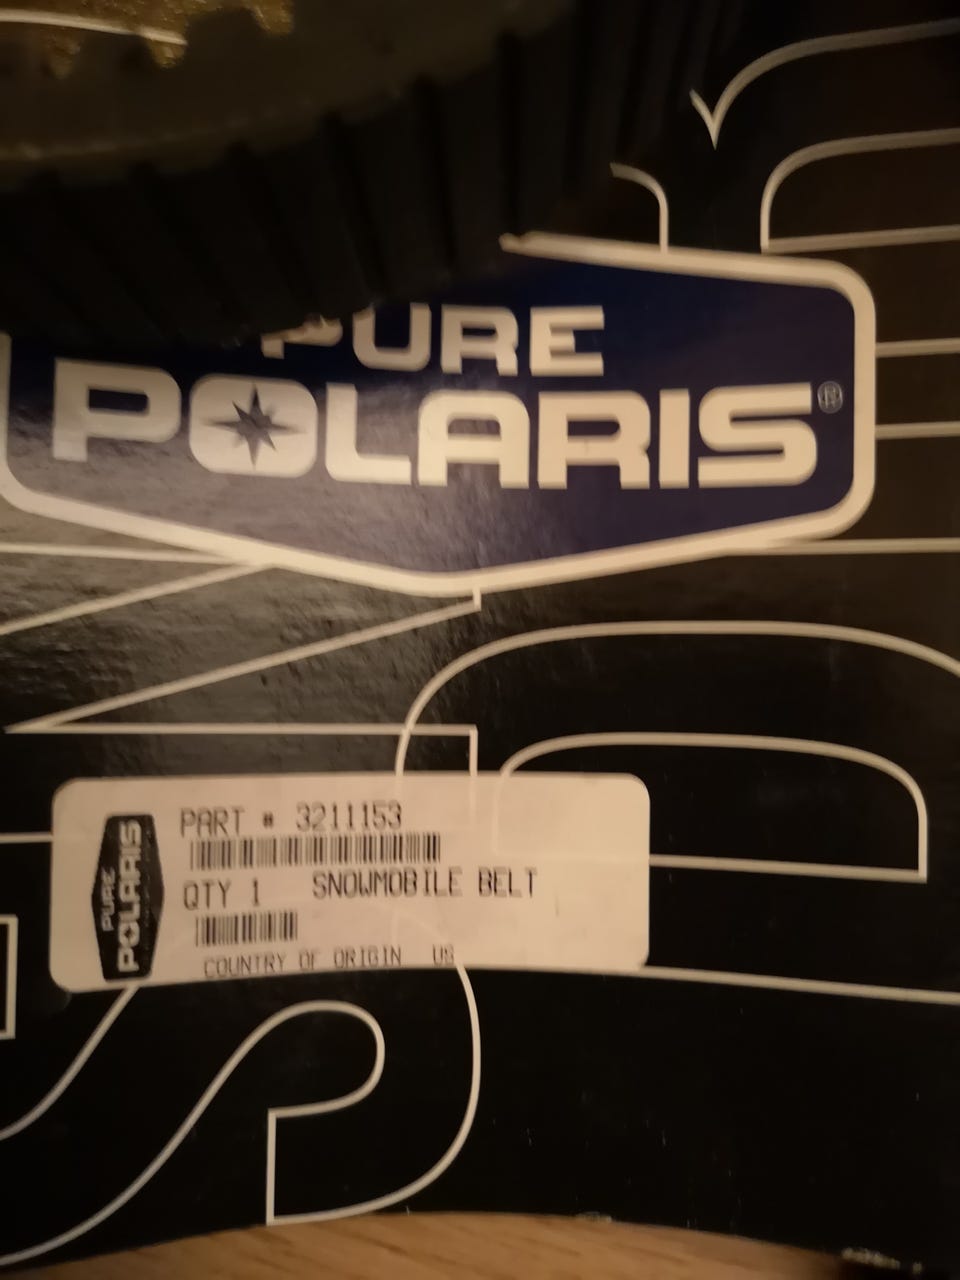 PURE
POLARIS®
PART # 3211153
QTY 1 SNOWMOBILE BELT
COUNTRY OF ORIGIN US
PURE
POLARIS